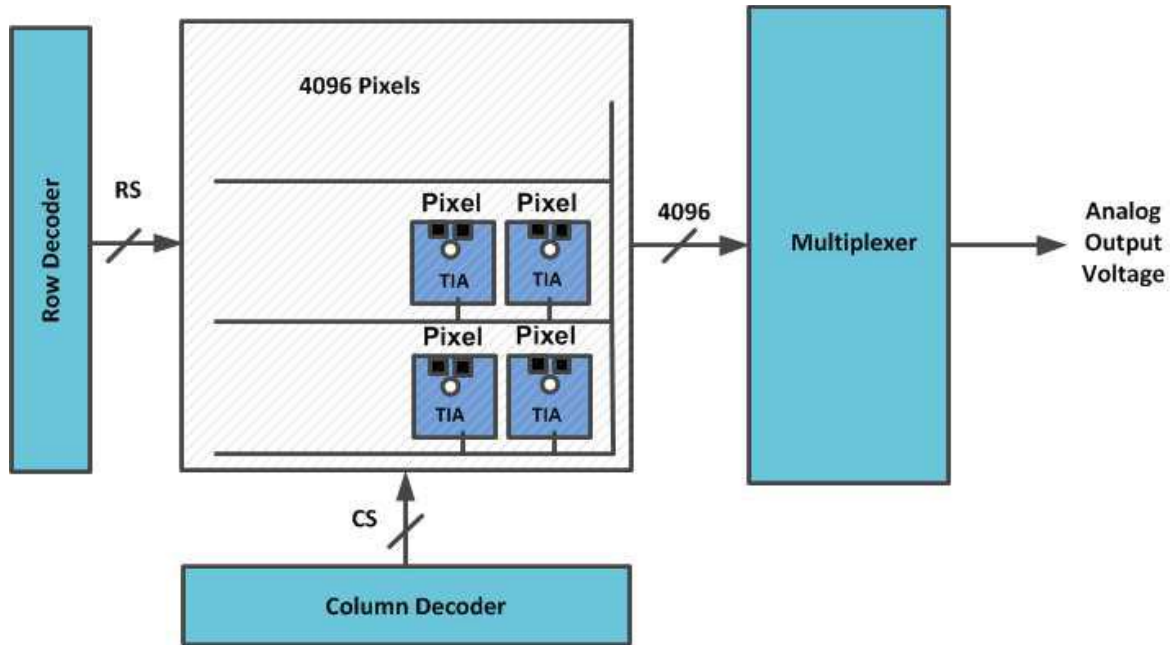 4096 Pixels
Row Decoder
RS
Pixel Pixel
TIA TIA
Pixel Pixel
TIA TIA
4096
Multiplexer
Analog
Output
Voltage
CS
Column Decoder